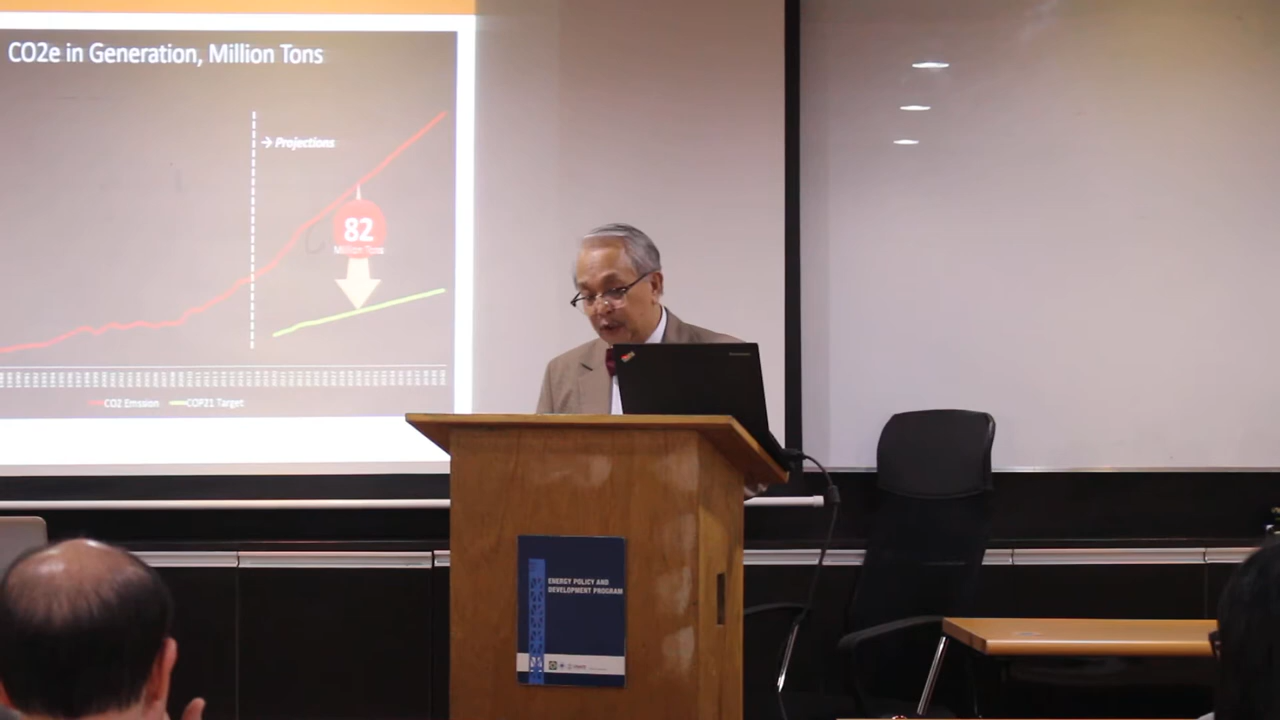 CO2e in Generation, Million Tons
→ Projections
82
Million Tons
CO2 Emssion
COP21 Target
ENERGY POLICY AND
DEVELOPMENT PROGRAM